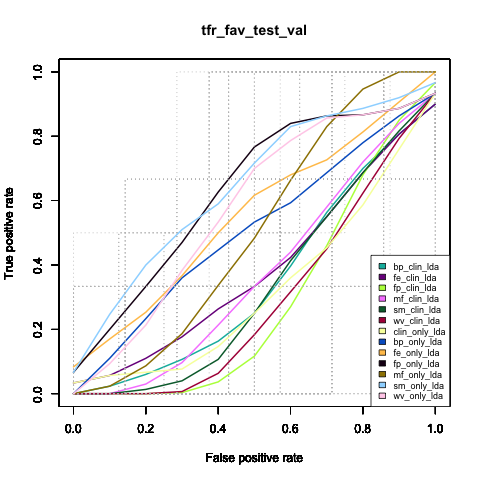 tfr_fav_test_val
True positive rate
1.0
0.8
0.6
0.4
0.2
0.0
bp_clin_lda
fe_clin_lda
fp_clin_lda
mf_clin_lda
sm_clin_lda
wv_clin_lda
clin_only_lda
bp_only_lda
fe_only_lda
fp_only_lda
mf_only_lda
sm_only_lda
wv_only_lda
0.0 0.2 0.4 0.6 0.8 1.0
False positive rate